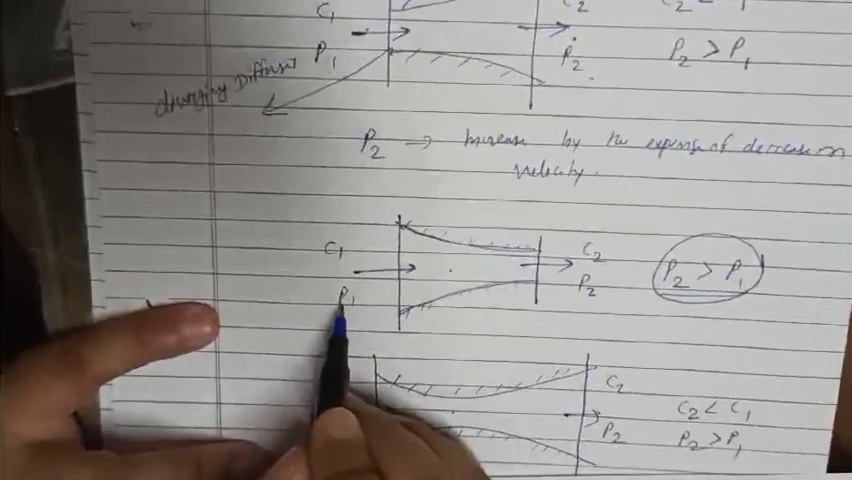 C1 C2
P1 P2 P2 > P1
diverging Diffuser
P2 → Increase by the expense of decrease in
velocity.
C1 C2
P1 P2 P2 > P1
C2 C2 < C1
P2 P2 > P1